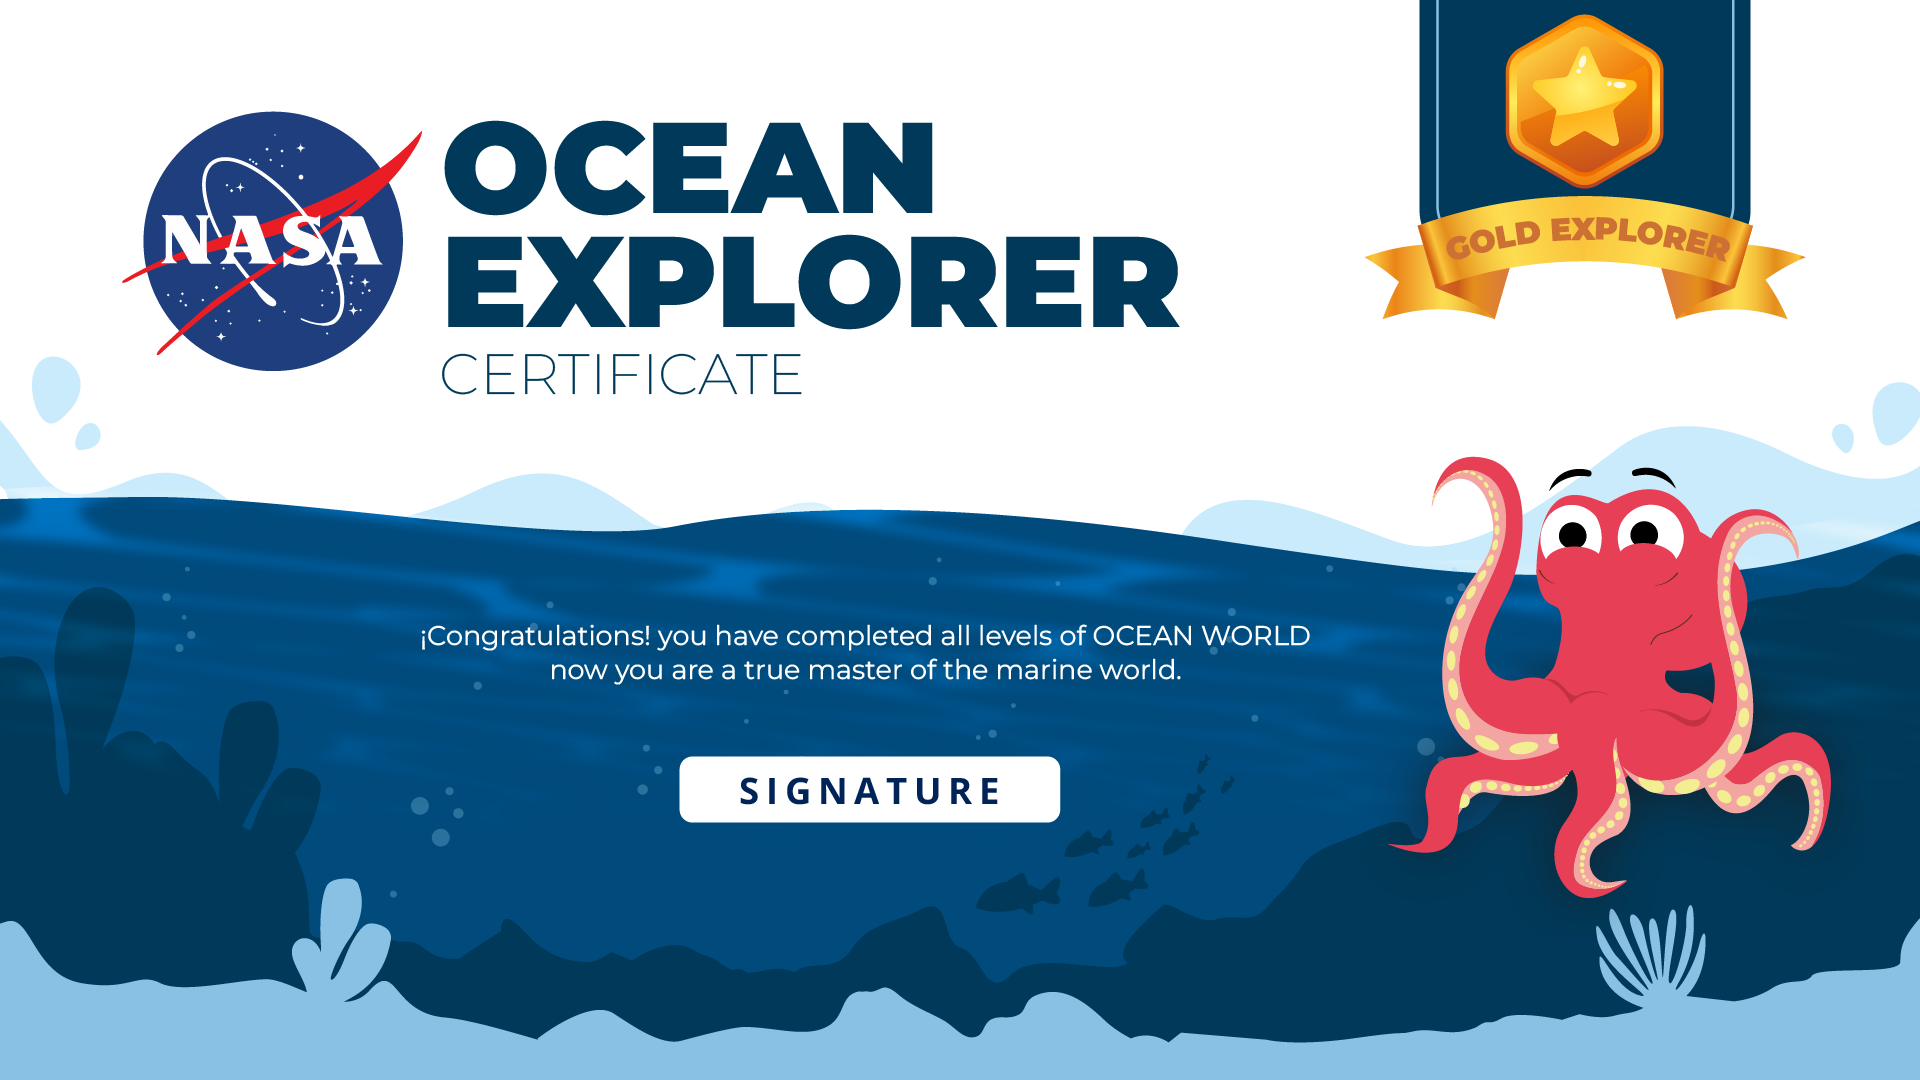 NASA
OCEAN
EXPLORER
CERTIFICATE
GOLD EXPLORER
¡Congratulations! you have completed all levels of OCEAN WORLD
now you are a true master of the marine world.
SIGNATURE